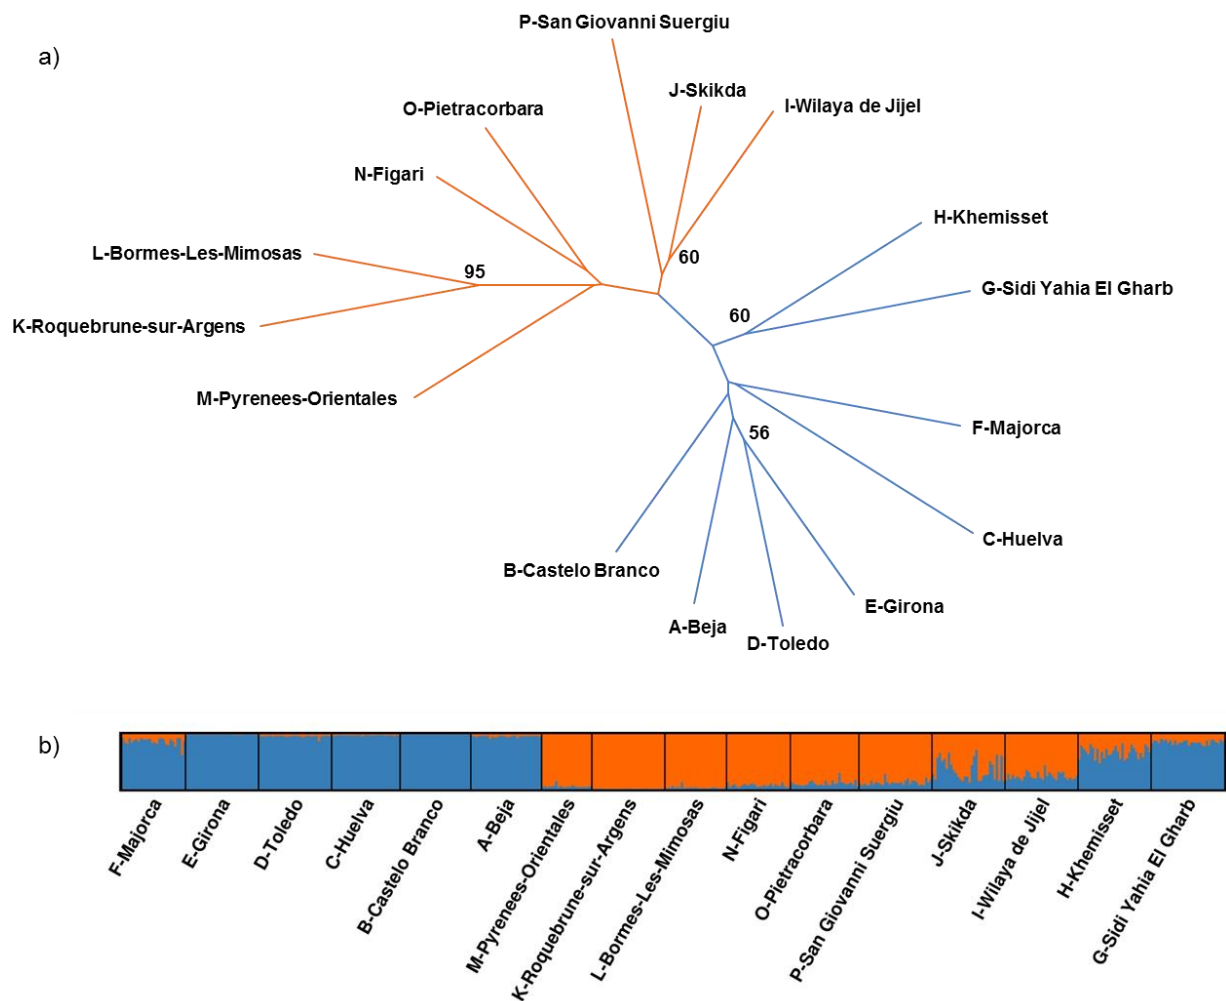 P-San Giovanni Suergiu
a)
J-Skikda
I-Wilaya de Jijel
O-Pietracorbara
N-Figari
H-Khemisset
L-Bormes-Les-Mimosas
60
95
G-Sidi Yahia El Gharb
60
K-Roquebrune-sur-Argens
M-Pyrenees-Orientales
F-Majorca
56
C-Huelva
B-Castelo Branco
E-Girona
A-Beja
D-Toledo
b)
F-Majorca
E-Girona
D-Toledo
C-Huelva
B-Castelo Branco
A-Beja
M-Pyrenees-Orientales
K-Roquebrune-sur-Argens
L-Bormes-Les-Mimosas
N-Figari
O-Pietracorbara
P-San Giovanni Suergiu
J-Skikda
I-Wilaya de Jijel
H-Khemisset
G-Sidi Yahia El Gharb